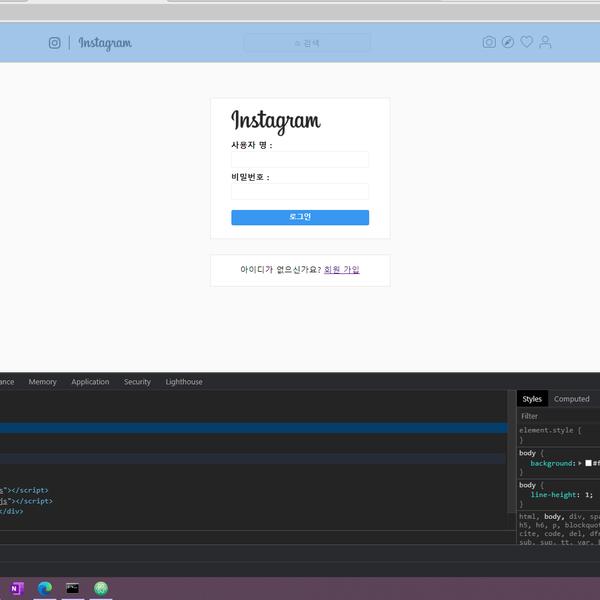 Instagram
검색
Instagram
사용자 명 :
비밀번호 :
로그인
아이디가 없으신가요? 회원 가입
ance Memory Application Security Lighthouse
Styles Computed
Filter
element.style {
}
body {
background: #f
}
body {
line-height: 1;
}
s"></script>
js"></script>
</div>
html, body, div, spa
h5, h6, p, blockquot
cite, code, del, dfn
sub, sup, tt, var, b